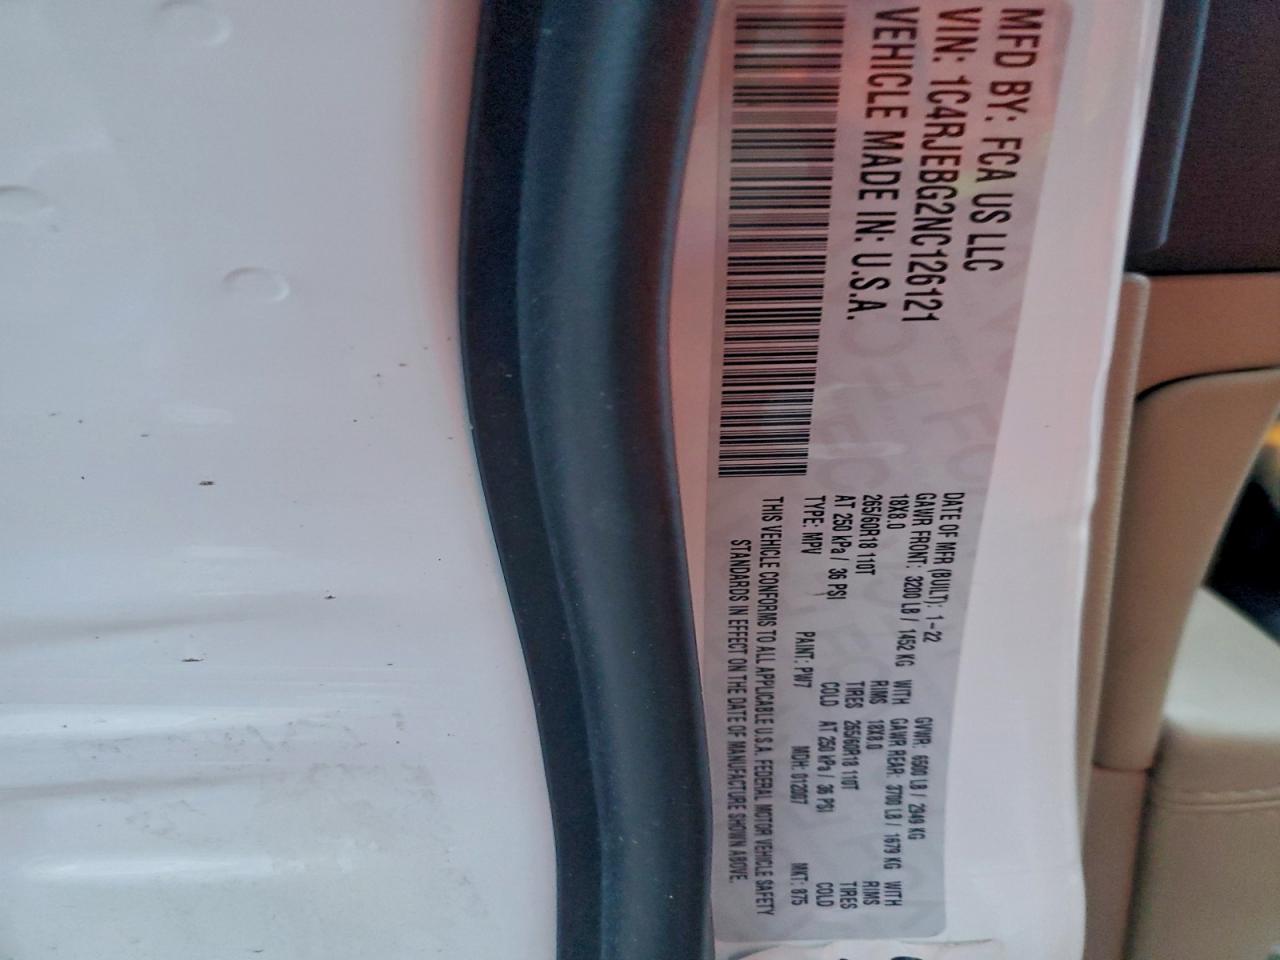 MFD BY: FCA US LLC
VIN: 1C4RJEBG2NC126121
VEHICLE MADE IN: U.S.A.
DATE OF MFR (BUILT): 1-22 GVWR: 6500 LB / 2949 KG
GAWR FRONT: 3200 LB / 1452 KG WITH GAWR REAR: 3700 LB / 1679 KG WITH
18X8.0 RIMS 18X8.0 RIMS
265/60R18 110T TIRES 265/60R18 110T TIRES
AT 250 kPa / 36 PSI COLD AT 250 kPa / 36 PSI COLD
TYPE: MPV PAINT: PW7 MDH: 012007 MKT: 875
THIS VEHICLE CONFORMS TO ALL APPLICABLE U.S.A. FEDERAL MOTOR VEHICLE SAFETY
STANDARDS IN EFFECT ON THE DATE OF MANUFACTURE SHOWN ABOVE.